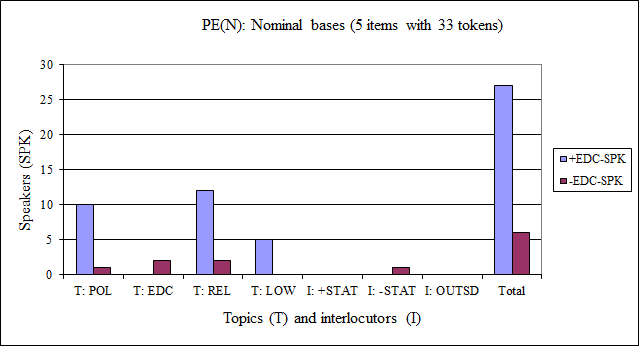 PE(N): Nominal bases (5 items with 33 tokens)
30
25
20
15
10
5
0
Speakers (SPK)
T: POL T: EDC T: REL T: LOW I: +STAT I: -STAT I: OUTSD Total
Topics (T) and interlocutors (I)
+EDC-SPK
-EDC-SPK